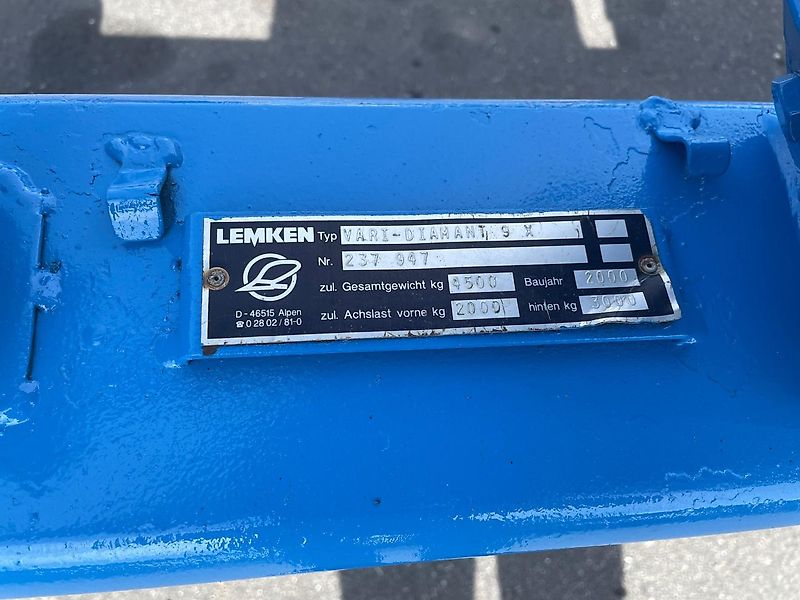 LEMKEN Typ VARI-DIAMANT 9 X
Nr. 237 947
zul. Gesamtgewicht kg 4500 Baujahr 2000
D-46515 Alpen
☎ 0 28 02 / 81-0
zul. Achslast vorne kg 2000 hinten kg 3000